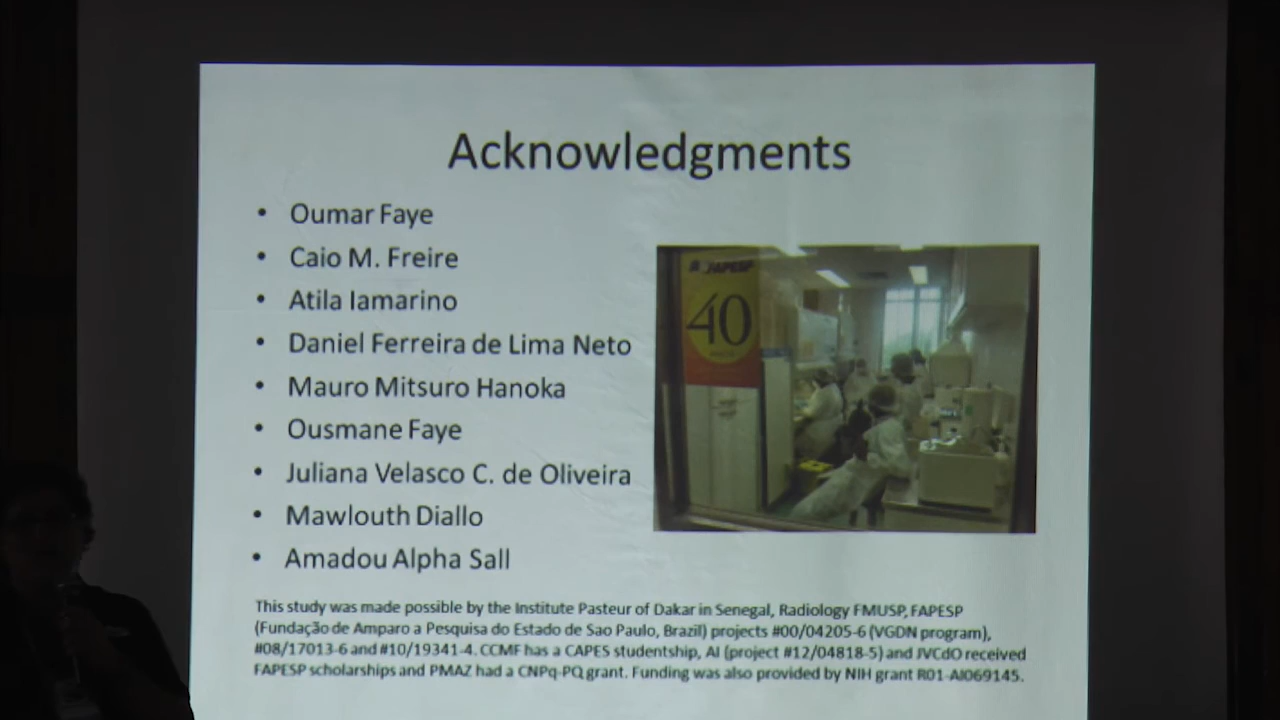 Acknowledgments
• Oumar Faye
• Caio M. Freire
• Atila Iamarino
• Daniel Ferreira de Lima Neto
• Mauro Mitsuro Hanoka
• Ousmane Faye
• Juliana Velasco C. de Oliveira
• Mawlouth Diallo
• Amadou Alpha Sall
FAPESP
40
This study was made possible by the Institute Pasteur of Dakar in Senegal, Radiology FMUSP, FAPESP
(Fundação de Amparo a Pesquisa do Estado de Sao Paulo, Brazil) projects #00/04205-6 (VGDN program),
#08/17013-6 and #10/19341-4. CCMF has a CAPES studentship, AI (project #12/04818-5) and JVCdO received
FAPESP scholarships and PMAZ had a CNPq-PQ grant. Funding was also provided by NIH grant R01-AI069145.